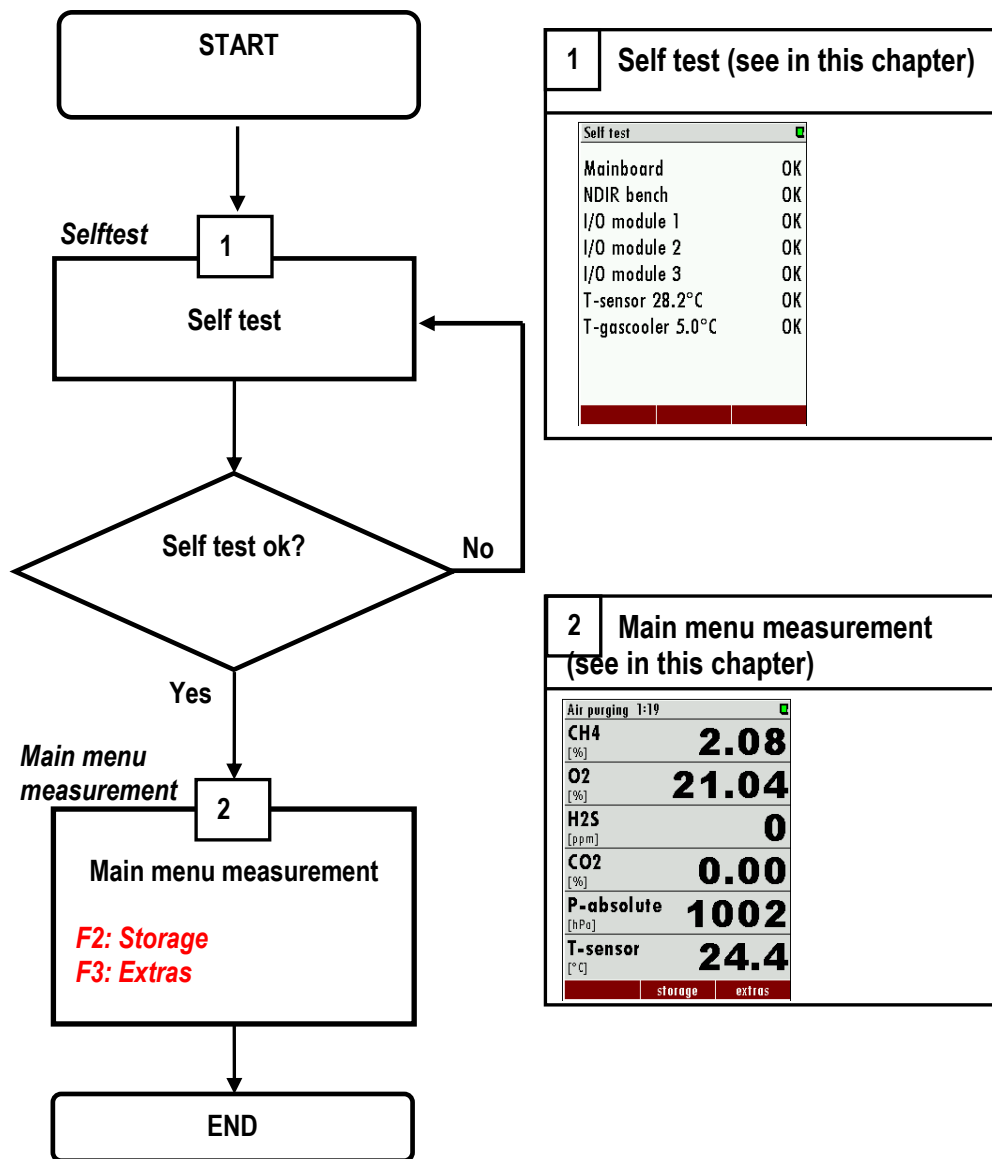 START
Selftest
1
Self test
Self test ok?
No
Yes
Main menu
measurement
2
Main menu measurement
F2: Storage
F3: Extras
END
1 Self test (see in this chapter)
Self test
Mainboard OK
NDIR bench OK
I/O module 1 OK
I/O module 2 OK
I/O module 3 OK
T-sensor 28.2°C OK
T-gascooler 5.0°C OK
2 Main menu measurement
(see in this chapter)
Air purging 1:19
CH4 2.08
[%]
O2 21.04
[%]
H2S 0
[ppm]
CO2 0.00
[%]
P-absolute 1002
[hPa]
T-sensor 24.4
[°C]
storage extras